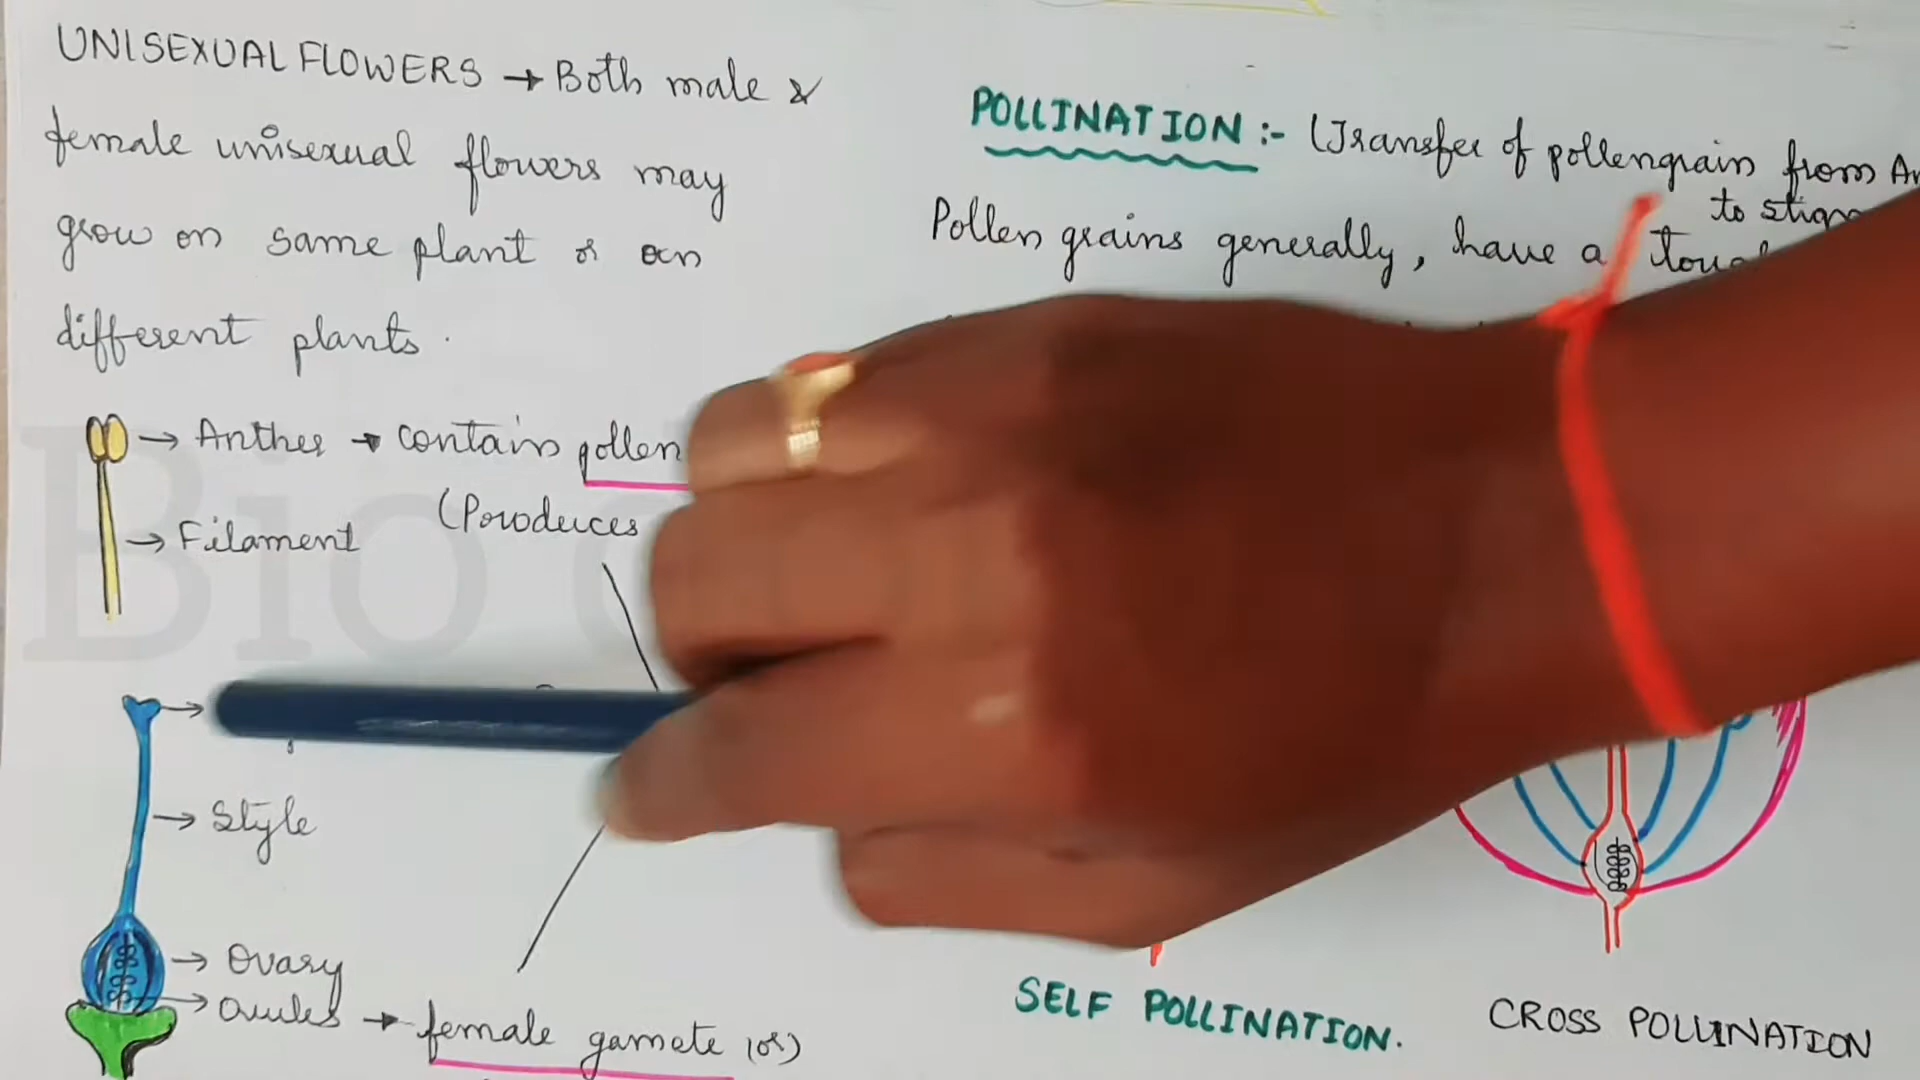 UNISEXUAL FLOWERS → Both male &
female unisexual flowers may
grow on same plant or on
different plants.
→ Anther → contain pollen
(Produces
→ Filament
→ Style
→ Ovary
→ Ovules → female gamete (or)
POLLINATION :- (Transfer of pollengrain from
to
Pollen grains generally, have a
SELF POLLINATION.
CROSS POLLINATION
Bio